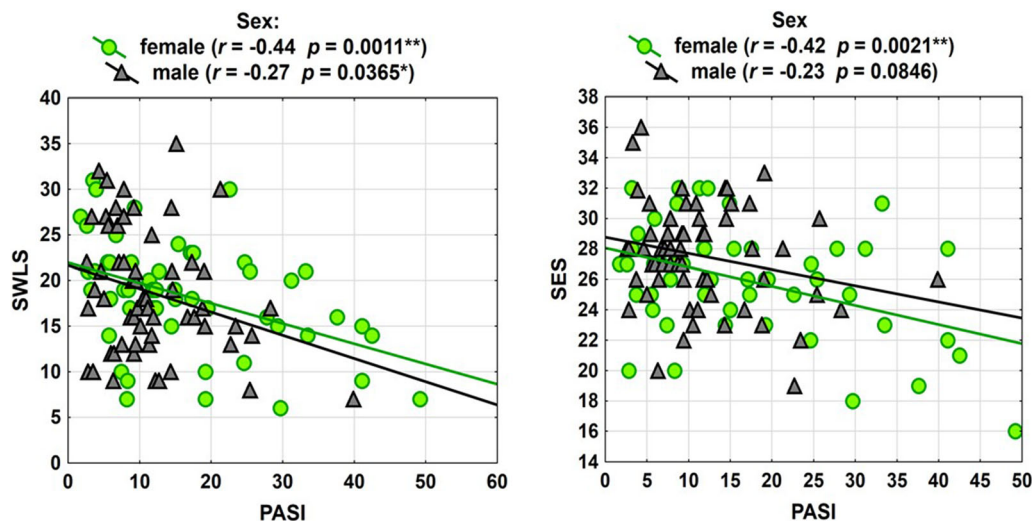 Sex:
female (r = -0.44 p = 0.0011**)
male (r = -0.27 p = 0.0365*)
SWLS
40
35
30
25
20
15
10
5
0
0 10 20 30 40 50 60
PASI
Sex
female (r = -0.42 p = 0.0021**)
male (r = -0.23 p = 0.0846)
SES
38
36
34
32
30
28
26
24
22
20
18
16
14
0 5 10 15 20 25 30 35 40 45 50
PASI